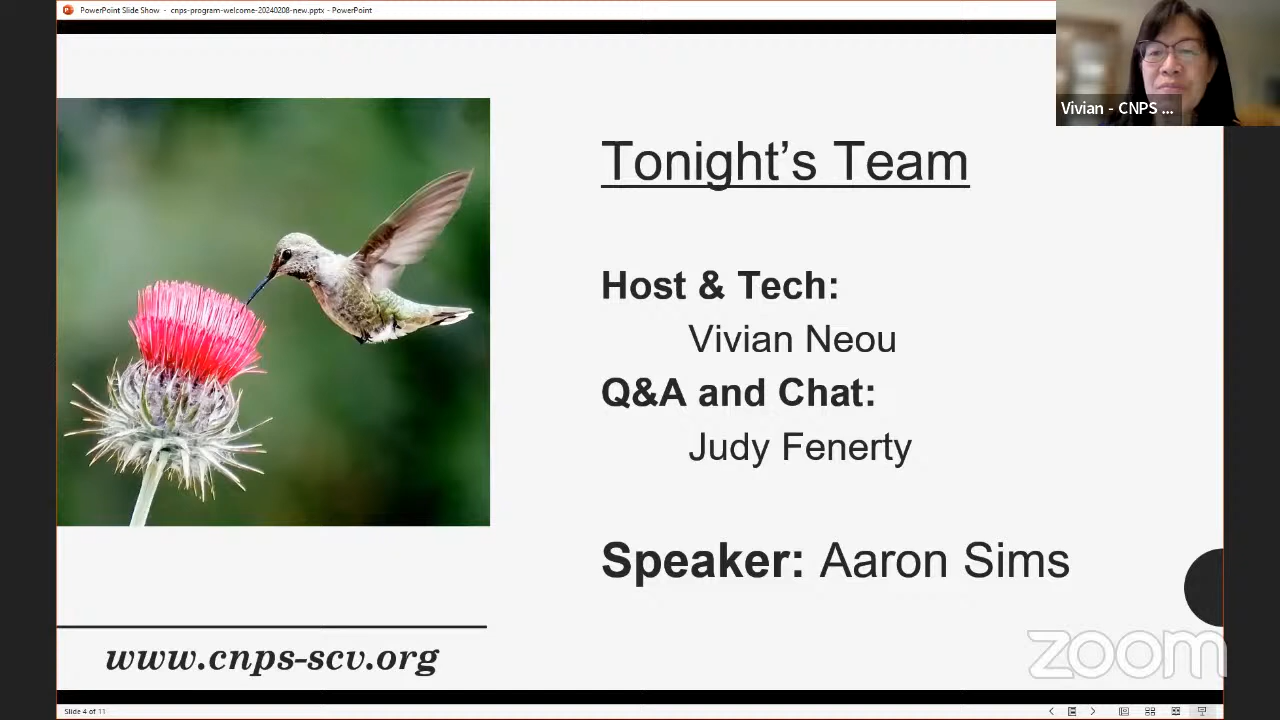 PowerPoint Slide Show - cnps-program-welcome-20240208-new.pptx - PowerPoint
Vivian - CNPS ...
Tonight’s Team
Host & Tech:
Vivian Neou
Q&A and Chat:
Judy Fenerty
Speaker: Aaron Sims
www.cnps-scv.org
zoom
Slide 4 of 11